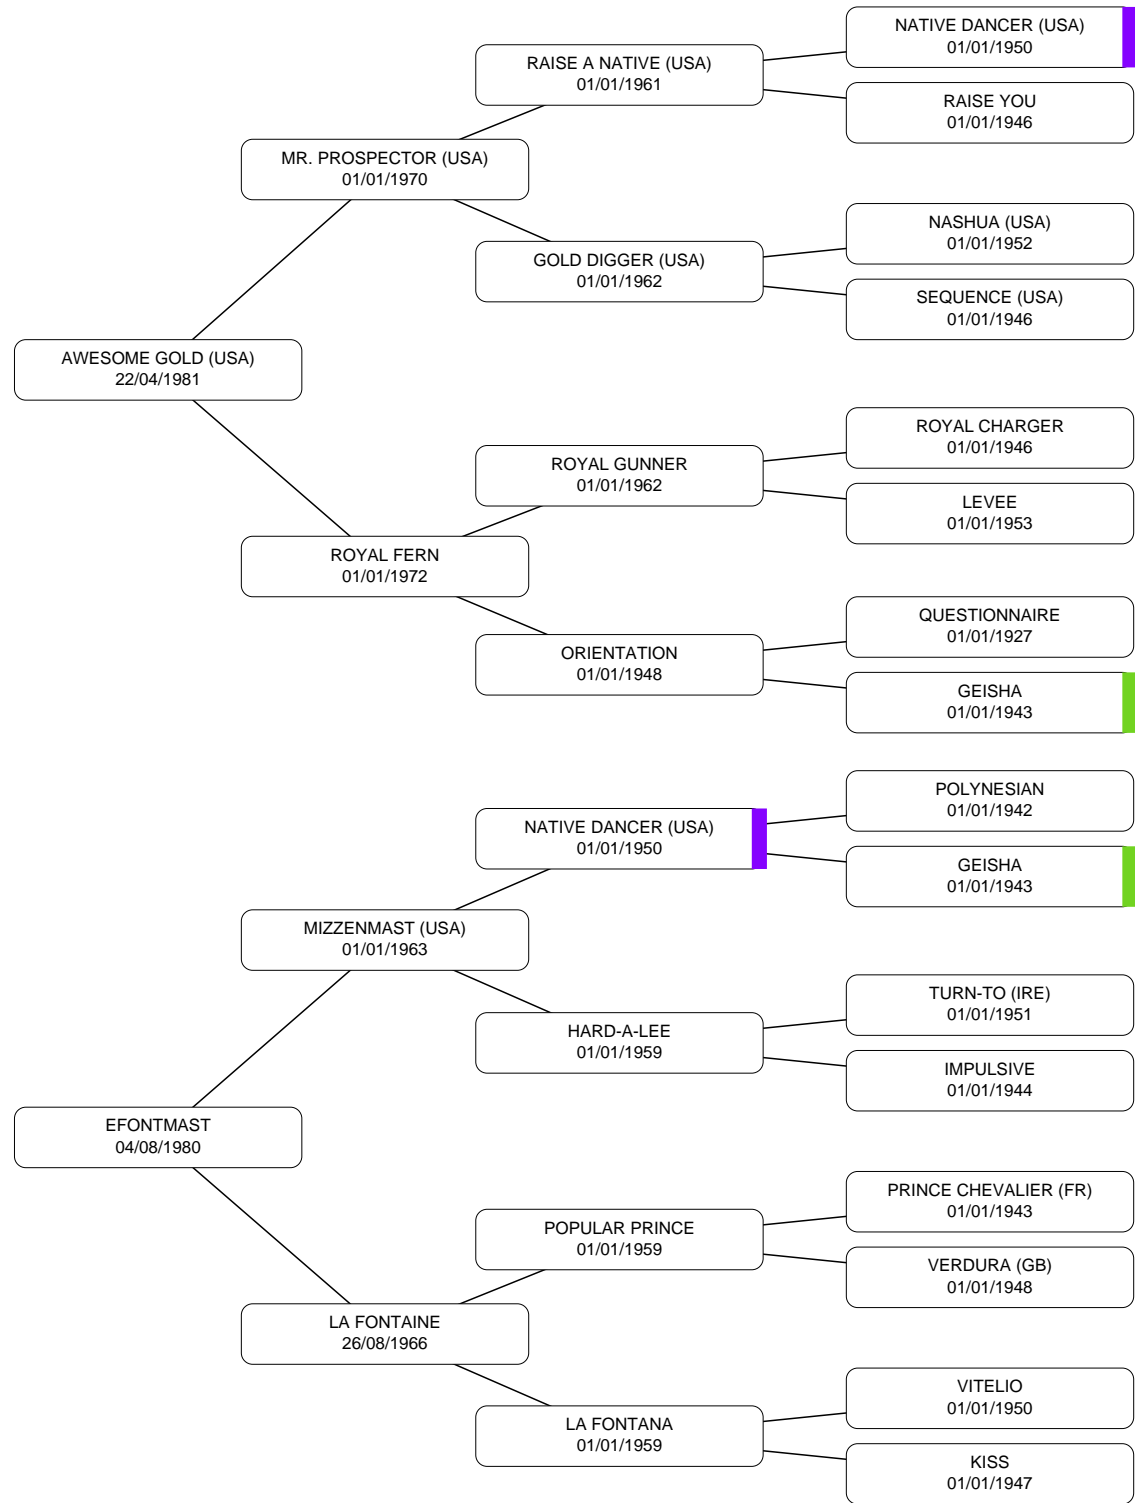 NATIVE DANCER (USA)
01/01/1950
RAISE A NATIVE (USA)
01/01/1961
RAISE YOU
01/01/1946
MR. PROSPECTOR (USA)
01/01/1970
NASHUA (USA)
01/01/1952
GOLD DIGGER (USA)
01/01/1962
SEQUENCE (USA)
01/01/1946
AWESOME GOLD (USA)
22/04/1981
ROYAL CHARGER
01/01/1946
ROYAL GUNNER
01/01/1962
LEVEE
01/01/1953
ROYAL FERN
01/01/1972
QUESTIONNAIRE
01/01/1927
ORIENTATION
01/01/1948
GEISHA
01/01/1943
POLYNESIAN
01/01/1942
NATIVE DANCER (USA)
01/01/1950
GEISHA
01/01/1943
MIZZENMAST (USA)
01/01/1963
TURN-TO (IRE)
01/01/1951
HARD-A-LEE
01/01/1959
IMPULSIVE
01/01/1944
EFONTMAST
04/08/1980
PRINCE CHEVALIER (FR)
01/01/1943
POPULAR PRINCE
01/01/1959
VERDURA (GB)
01/01/1948
LA FONTAINE
26/08/1966
VITELIO
01/01/1950
LA FONTANA
01/01/1959
KISS
01/01/1947